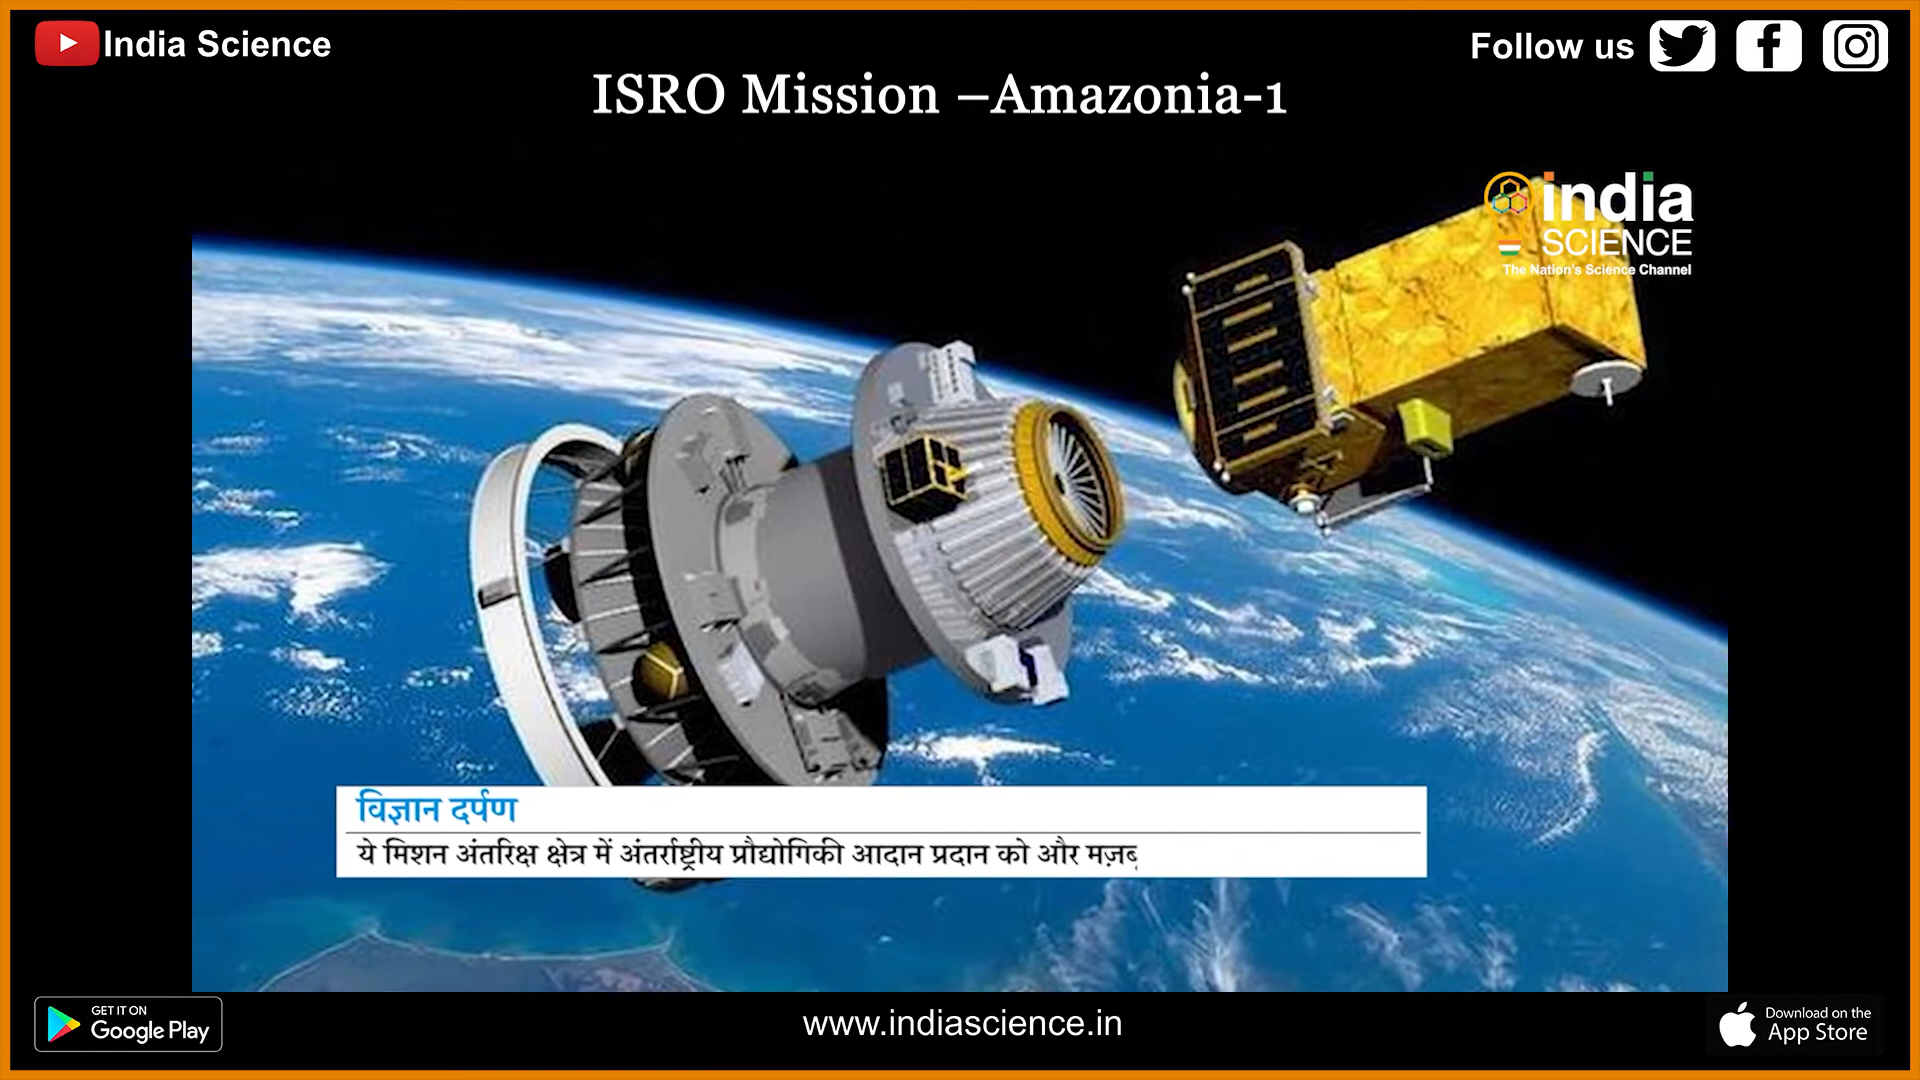 India Science
Follow us
ISRO Mission –Amazonia-1
india
SCIENCE
The Nation's Science Channel
विज्ञान दर्पण
ये मिशन अंतरिक्ष क्षेत्र में अंतर्राष्ट्रीय प्रौद्योगिकी आदान प्रदान को और
GET IT ON
Google Play
www.indiascience.in
Download on the
App Store